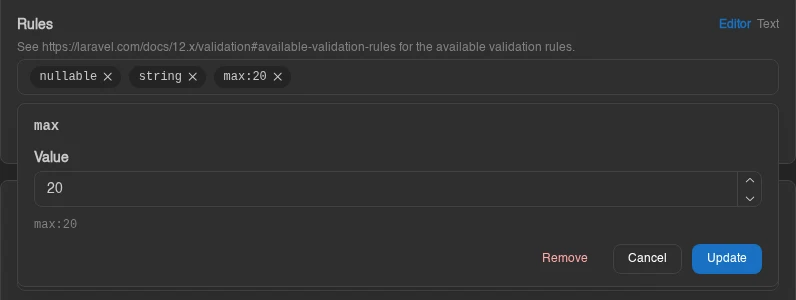 Rules
Editor Text
See https://laravel.com/docs/12.x/validation#available-validation-rules for the available validation rules.
nullable string max:20
max
Value
20
max:20
Remove Cancel Update